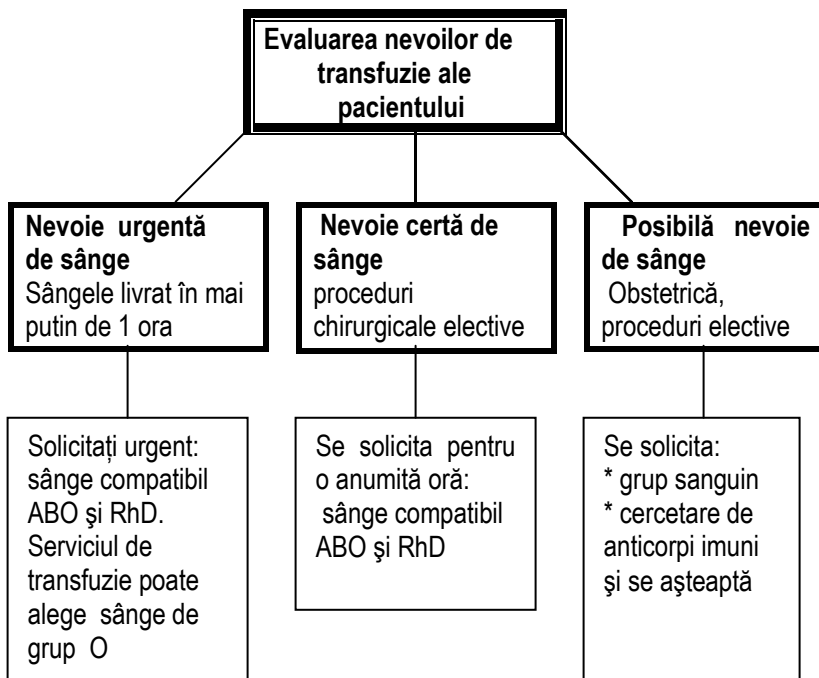 Evaluarea nevoilor de
transfuzie ale
pacientului
Nevoie urgentă
de sânge
Sângele livrat în mai
putin de 1 ora
Nevoie certă de
sânge
proceduri
chirurgicale elective
Posibilă nevoie
de sânge
Obstetrică,
proceduri elective
Solicitați urgent:
sânge compatibil
ABO şi RhD.
Serviciul de
transfuzie poate
alege sânge de
grup O
Se solicita pentru
o anumită oră:
sânge compatibil
ABO şi RhD
Se solicita:
* grup sanguin
* cercetare de
anticorpi imuni
şi se aşteaptă